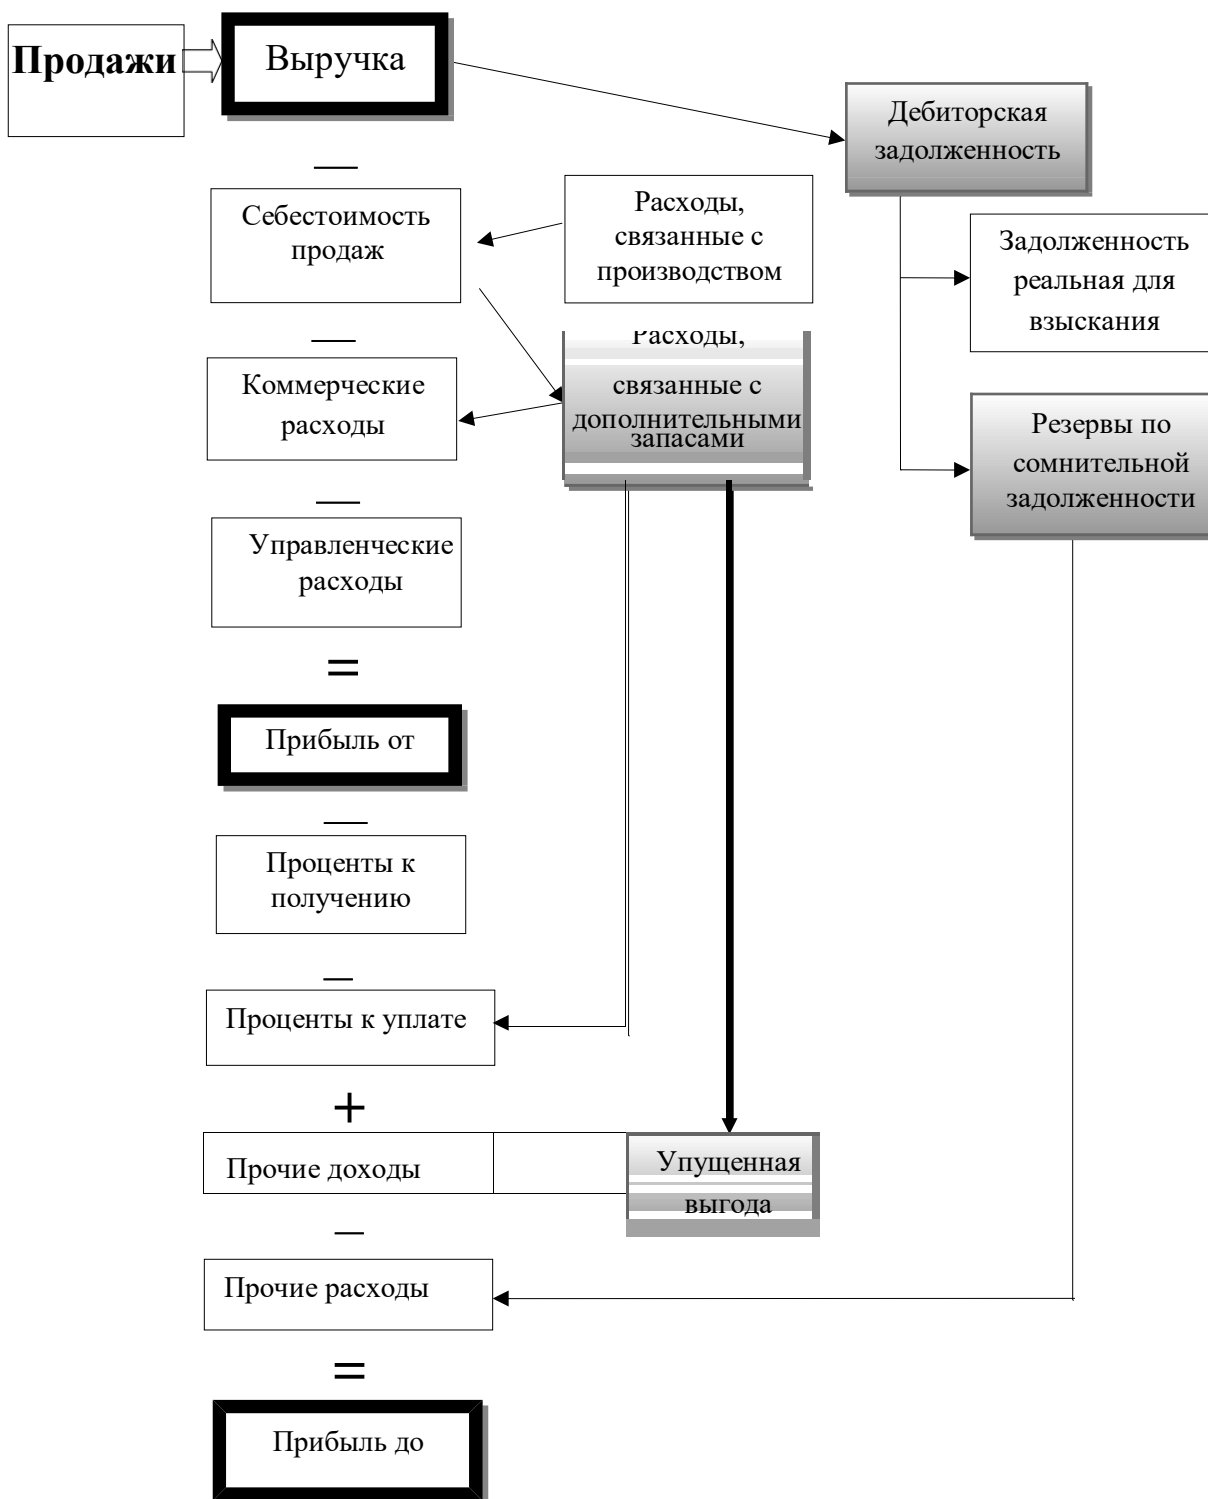 Продажи
Выручка
Дебиторская
задолженность
—
Себестоимость
продаж
Расходы,
связанные с
производством
Задолженность
реальная для
взыскания
—
Расходы,
связанные с
дополнительными
запасами
Коммерческие
расходы
Резервы по
сомнительной
задолженности
—
Управленческие
расходы
=
Прибыль от
—
Проценты к
получению
—
Проценты к уплате
+
Прочие доходы
Упущенная
выгода
—
Прочие расходы
=
Прибыль до